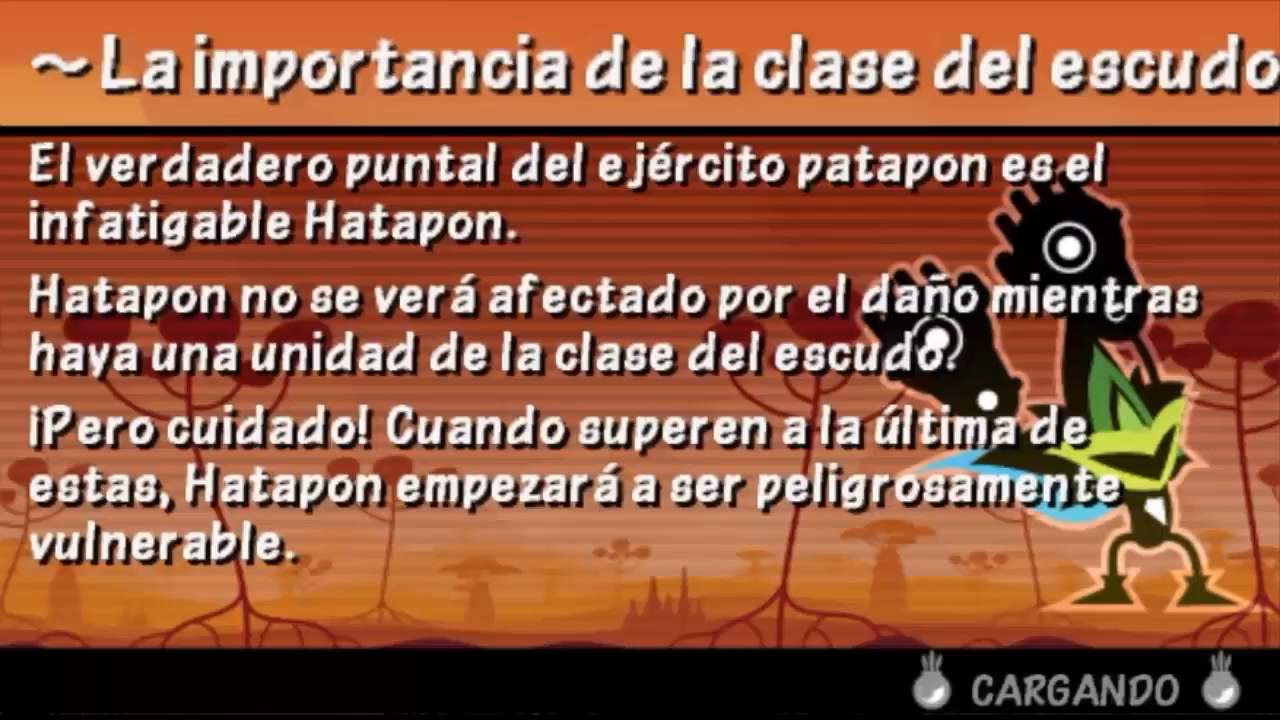 ~La importancia de la clase del escudo
El verdadero puntal del ejército patapon es el
infatigable Hatapon.
Hatapon no se verá afectado por el daño mientras
haya una unidad de la clase del escudo.
¡Pero cuidado! Cuando superen a la última de
estas, Hatapon empezará a ser peligrosamente
vulnerable.
CARGANDO